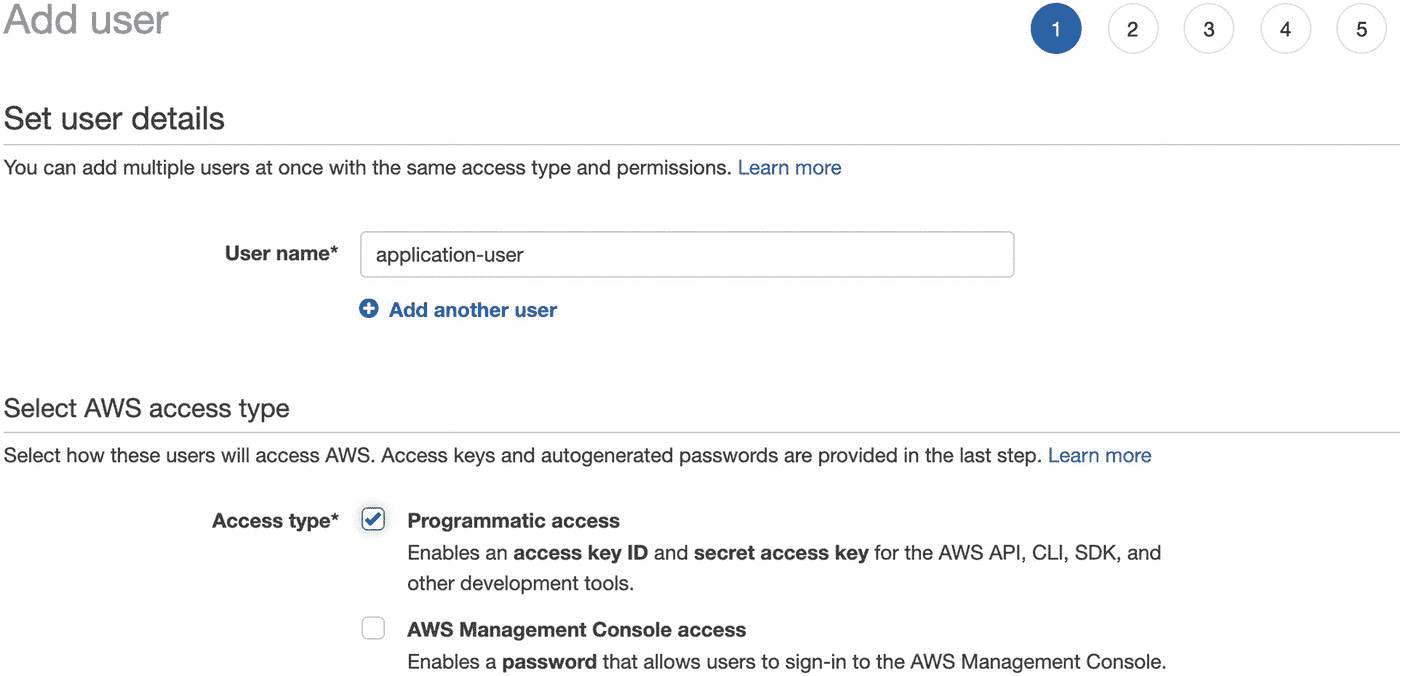 Add user
1 2 3 4 5
Set user details
You can add multiple users at once with the same access type and permissions. Learn more
User name* application-user
Add another user
Select AWS access type
Select how these users will access AWS. Access keys and autogenerated passwords are provided in the last step. Learn more
Access type* Programmatic access
Enables an access key ID and secret access key for the AWS API, CLI, SDK, and
other development tools.
AWS Management Console access
Enables a password that allows users to sign-in to the AWS Management Console.